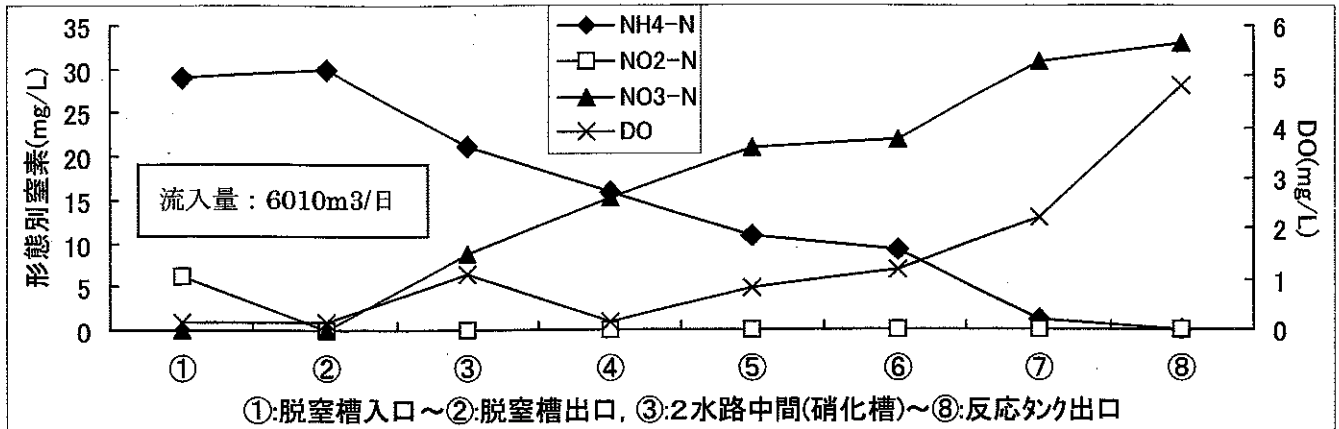 NH4-N
NO2-N
NO3-N
DO
形態別窒素(mg/L)
35
30
25
20
15
10
5
0
流入量：6010m3/日
6
5
4
3
2
1
0
DO(mg/L)
① ② ③ ④ ⑤ ⑥ ⑦ ⑧
①:脱窒槽入口～②:脱窒槽出口, ③:2水路中間(硝化槽)～⑧:反応タンク出口